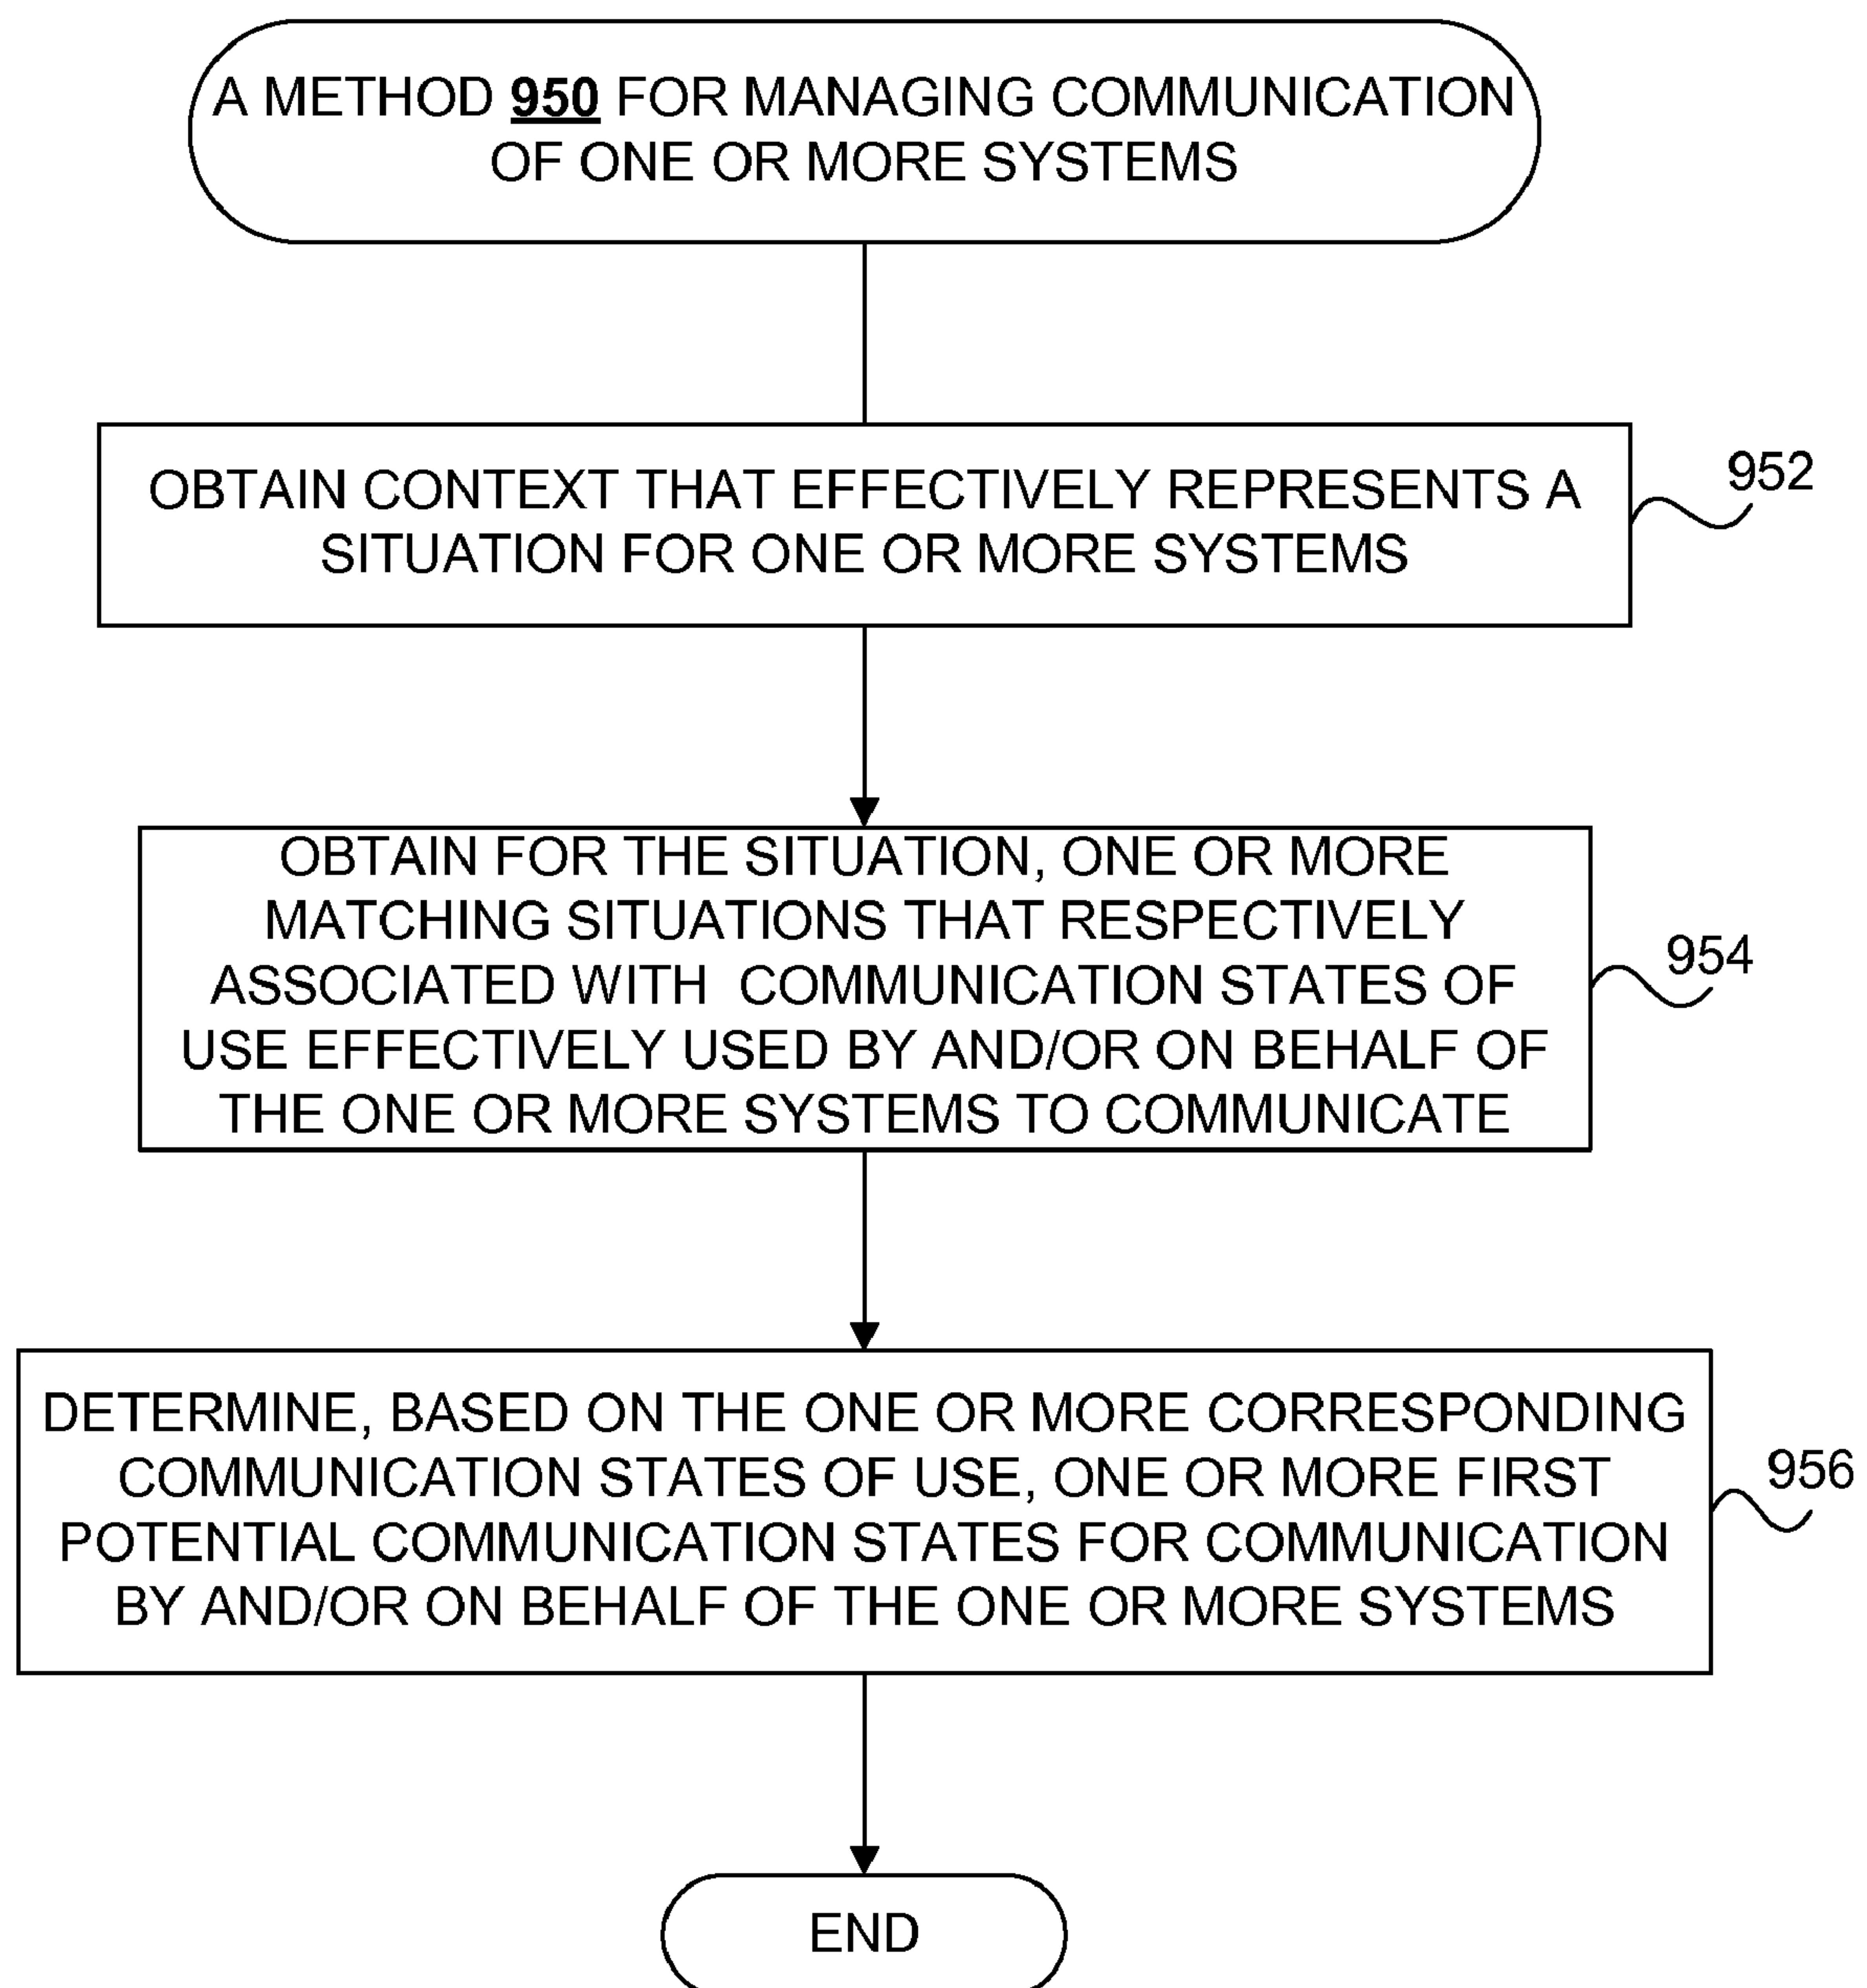 A METHOD 950 FOR MANAGING COMMUNICATION
OF ONE OR MORE SYSTEMS
OBTAIN CONTEXT THAT EFFECTIVELY REPRESENTS A
SITUATION FOR ONE OR MORE SYSTEMS
952
OBTAIN FOR THE SITUATION, ONE OR MORE
MATCHING SITUATIONS THAT RESPECTIVELY
ASSOCIATED WITH COMMUNICATION STATES OF
USE EFFECTIVELY USED BY AND/OR ON BEHALF OF
THE ONE OR MORE SYSTEMS TO COMMUNICATE
954
DETERMINE, BASED ON THE ONE OR MORE CORRESPONDING
COMMUNICATION STATES OF USE, ONE OR MORE FIRST
POTENTIAL COMMUNICATION STATES FOR COMMUNICATION
BY AND/OR ON BEHALF OF THE ONE OR MORE SYSTEMS
956
END